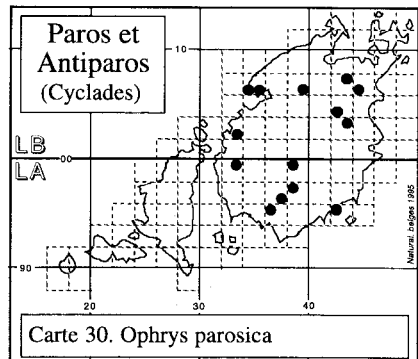 Paros et
Antiparos
(Cyclades)
10
LB
00
LA
90
20
30
40
Natural. belges 1995
Carte 30. Ophrys parosica